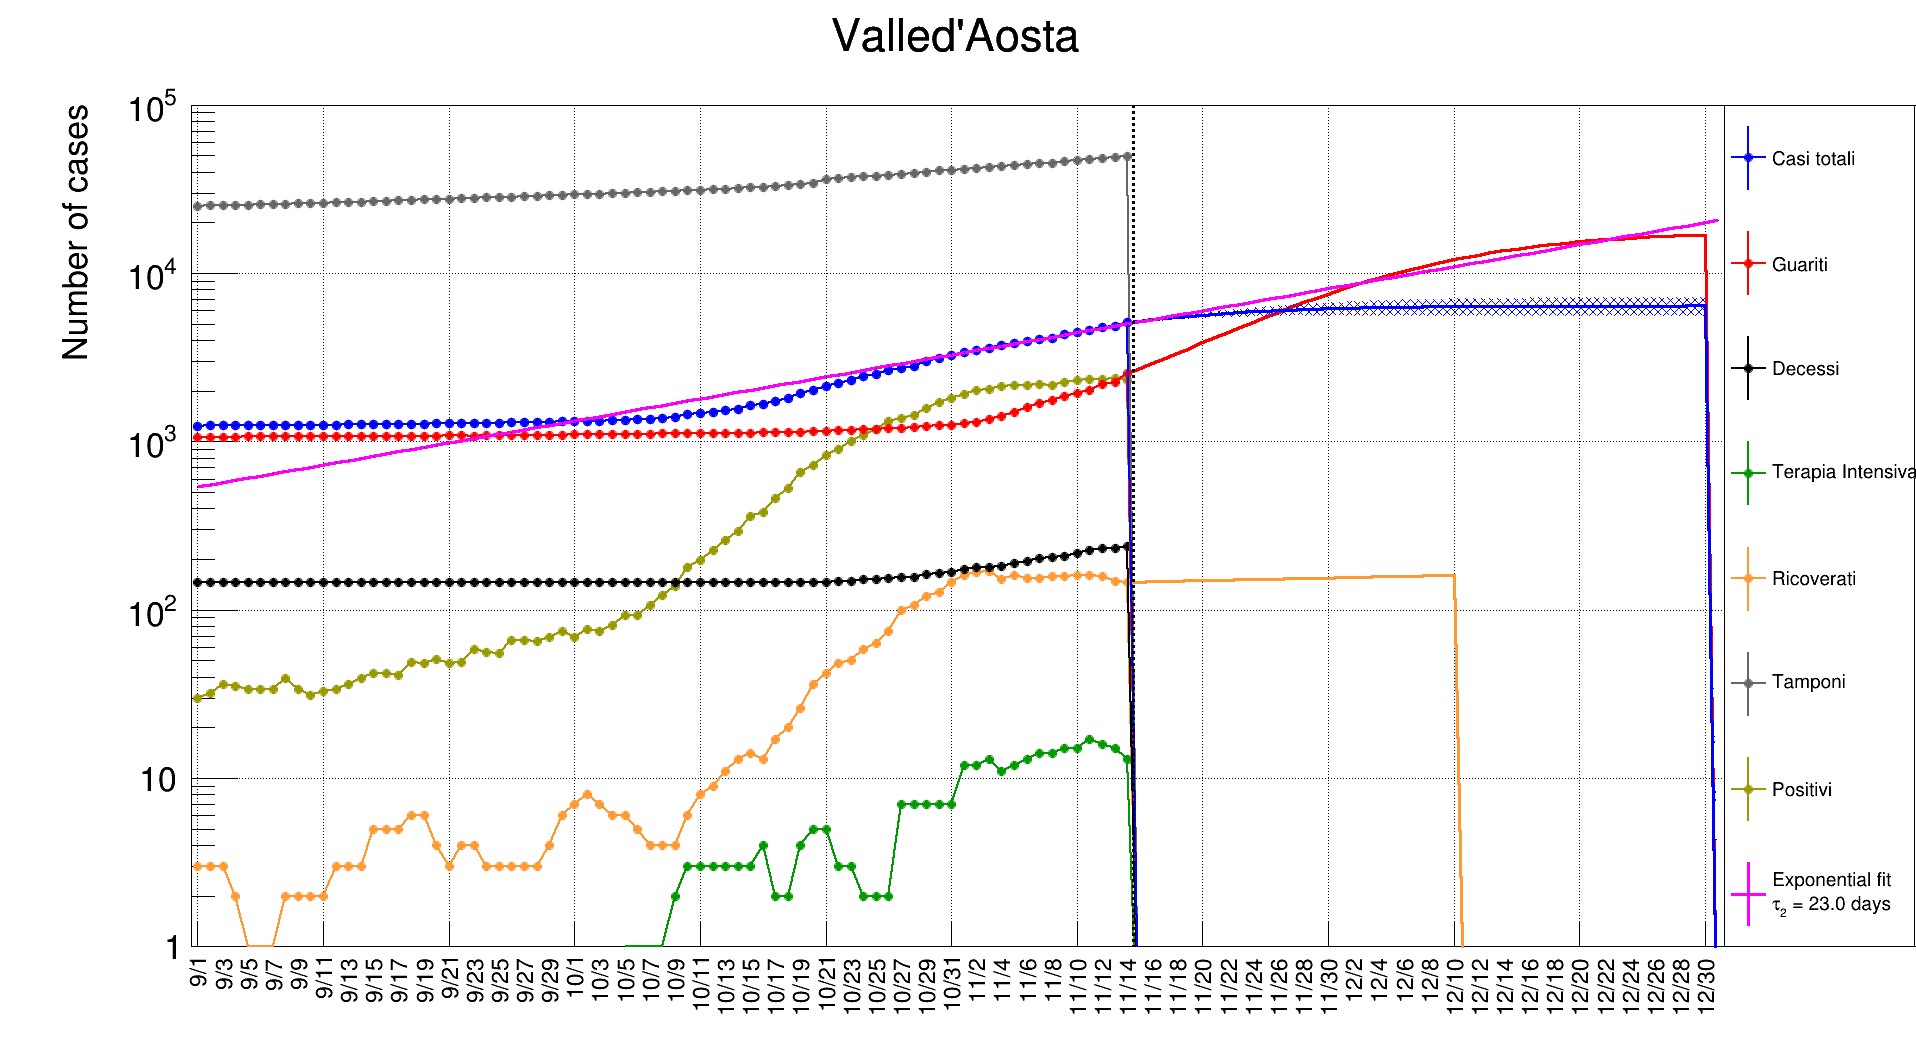 Valled'Aosta
Number of cases
10^5
10^4
10^3
10^2
10
1
9/1 9/3 9/5 9/7 9/9 9/11 9/13 9/15 9/17 9/19 9/21 9/23 9/25 9/27 9/29 10/1 10/3 10/5 10/7 10/9 10/11 10/13 10/15 10/17 10/19 10/21 10/23 10/25 10/27 10/29 10/31 11/2 11/4 11/6 11/8 11/10 11/12 11/14 11/16 11/18 11/20 11/22 11/24 11/26 11/28 11/30 12/2 12/4 12/6 12/8 12/10 12/12 12/14 12/16 12/18 12/20 12/22 12/24 12/26 12/28 12/30
Casi totali
Guariti
Decessi
Terapia Intensiva
Ricoverati
Tamponi
Positivi
Exponential fit
τ₂ = 23.0 days